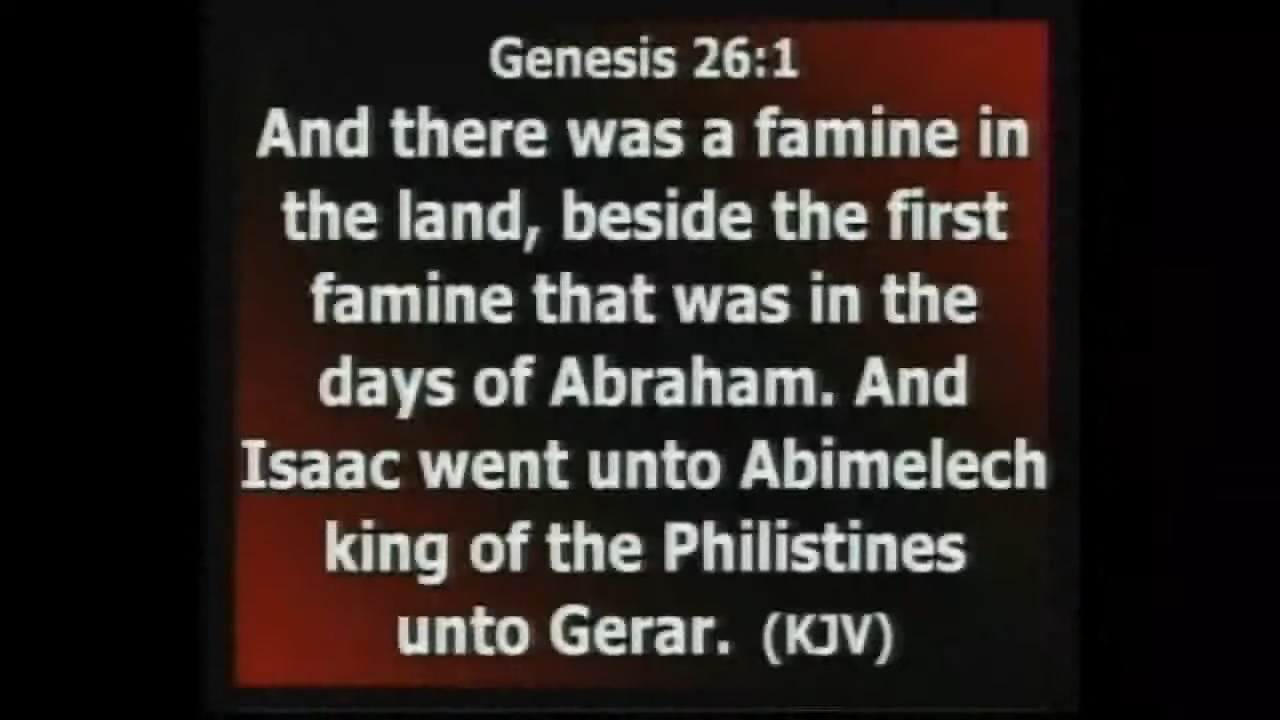 Genesis 26:1
And there was a famine in
the land, beside the first
famine that was in the
days of Abraham. And
Isaac went unto Abimelech
king of the Philistines
unto Gerar. (KJV)